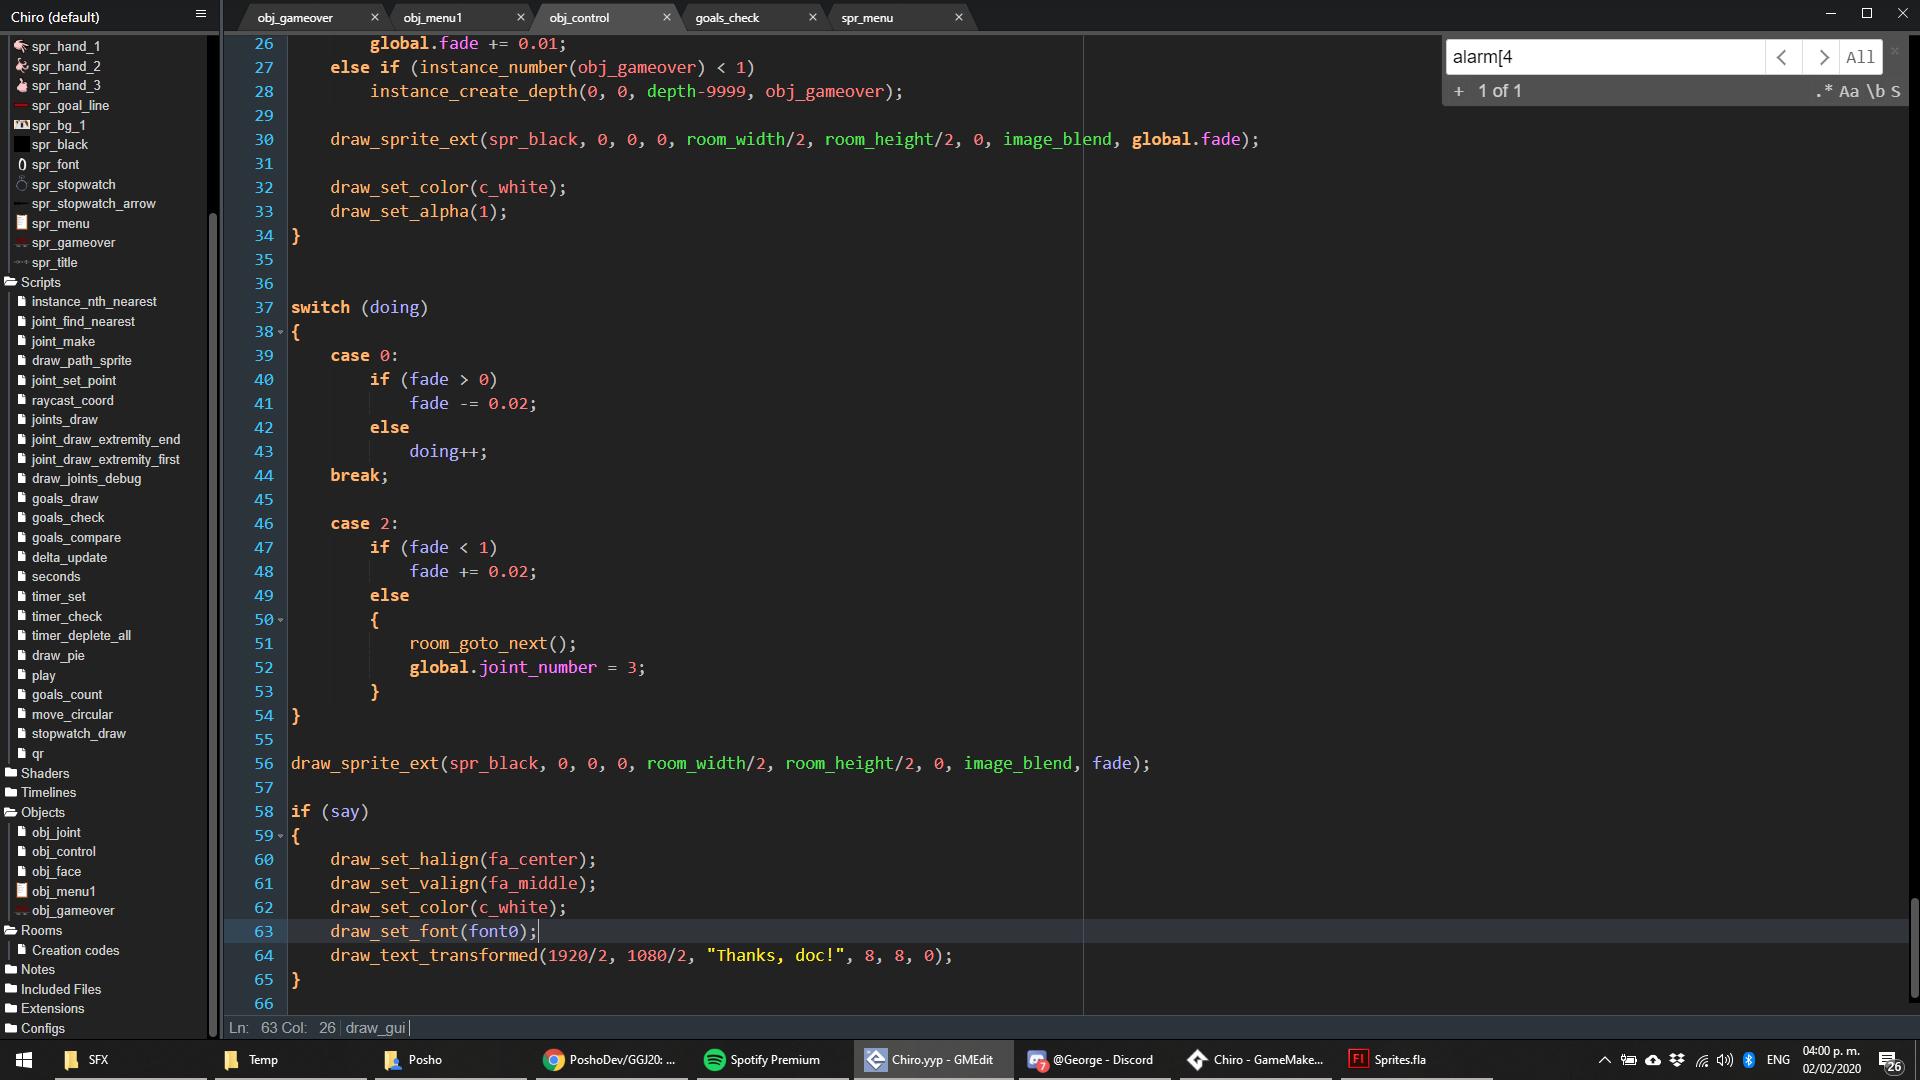 Chiro (default)
obj_gameover
obj_menu1
obj_control
goals_check
spr_menu
spr_hand_1
spr_hand_2
spr_hand_3
spr_goal_line
spr_bg_1
spr_black
spr_font
spr_stopwatch
spr_stopwatch_arrow
spr_menu
spr_gameover
spr_title
Scripts
instance_nth_nearest
joint_find_nearest
joint_make
draw_path_sprite
joint_set_point
raycast_coord
joints_draw
joint_draw_extremity_end
joint_draw_extremity_first
draw_joints_debug
goals_draw
goals_check
goals_compare
delta_update
seconds
timer_set
timer_check
timer_deplete_all
draw_pie
play
goals_count
move_circular
stopwatch_draw
qr
Shaders
Timelines
Objects
obj_joint
obj_control
obj_face
obj_menu1
obj_gameover
Rooms
Creation codes
Notes
Included Files
Extensions
Configs
26 global.fade += 0.01;
27 else if (instance_number(obj_gameover) < 1)
28 instance_create_depth(0, 0, depth-9999, obj_gameover);
29
30 draw_sprite_ext(spr_black, 0, 0, 0, room_width/2, room_height/2, 0, image_blend, global.fade);
31
32 draw_set_color(c_white);
33 draw_set_alpha(1);
34 }
35
36
37 switch (doing)
38 {
39 case 0:
40 if (fade > 0)
41 fade -= 0.02;
42 else
43 doing++;
44 break;
45
46 case 2:
47 if (fade < 1)
48 fade += 0.02;
49 else
50 {
51 room_goto_next();
52 global.joint_number = 3;
53 }
54 }
55
56 draw_sprite_ext(spr_black, 0, 0, 0, room_width/2, room_height/2, 0, image_blend, fade);
57
58 if (say)
59 {
60 draw_set_halign(fa_center);
61 draw_set_valign(fa_middle);
62 draw_set_color(c_white);
63 draw_set_font(font0);
64 draw_text_transformed(1920/2, 1080/2, "Thanks, doc!", 8, 8, 0);
65 }
66
alarm[4
All
+ 1 of 1
.* Aa \b S
Ln: 63 Col: 26 draw_gui
SFX
Temp
Posho
PoshoDev/GGJ20: ...
Spotify Premium
Chiro.yyp - GMEdit
7
@George - Discord
Chiro - GameMake...
Fl
Sprites.fla
ENG
04:00 p. m.
02/02/2020
26